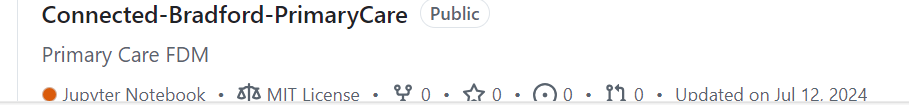 Connected-Bradford-PrimaryCare Public
Primary Care FDM
Jupyter Notebook • MIT License • 0 • 0 • 0 • 0 • Updated on Jul 12, 2024